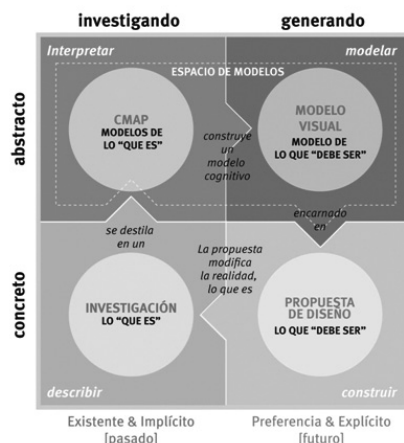 investigando
generando
Interpretar
modelar
ESPACIO DE MODELOS
abstracto
CMAP
MODELOS DE
LO "QUE ES"
construye
un
modelo
cognitivo
MODELO
VISUAL
MODELO DE
LO QUE "DEBE SER"
se destila
en un
encarnado
en
La propuesta
modifica
la realidad,
lo que es
concreto
INVESTIGACIÓN
LO "QUE ES"
PROPUESTA
DE DISEÑO
LO QUE "DEBE SER"
describir
construir
Existente & Implícito
[pasado]
Preferencia & Explícito
[futuro]